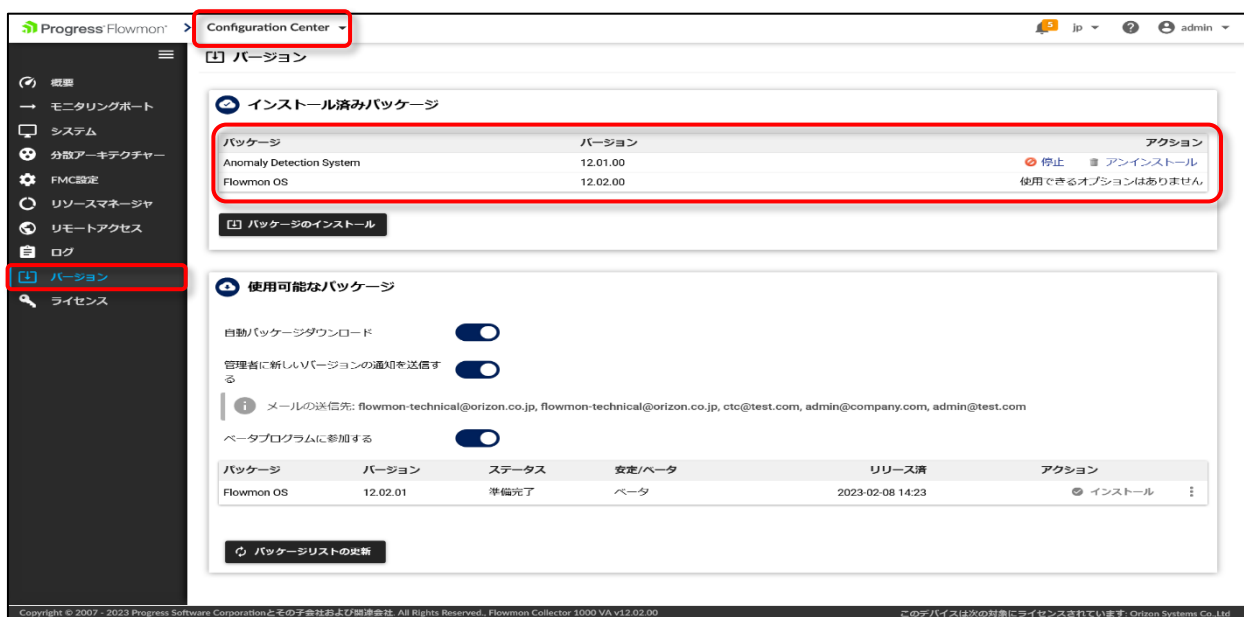 Progress Flowmon
Configuration Center
5
jp
admin
バージョン
概要
モニタリングポート
システム
分散アーキテクチャー
FMC設定
リソースマネージャ
リモートアクセス
ログ
バージョン
ライセンス
インストール済みパッケージ
パッケージ バージョン アクション
Anomaly Detection System 12.01.00 停止 アンインストール
Flowmon OS 12.02.00 使用できるオプションはありません
パッケージのインストール
使用可能なパッケージ
自動パッケージダウンロード
管理者に新しいバージョンの通知を送信す
る
メールの送信先: flowmon-technical@orizon.co.jp, flowmon-technical@orizon.co.jp, ctc@test.com, admin@company.com, admin@test.com
ベータプログラムに参加する
パッケージ バージョン ステータス 安定/ベータ リリース済 アクション
Flowmon OS 12.02.01 準備完了 ベータ 2023-02-08 14:23 インストール
パッケージリストの更新
Copyright © 2007 - 2023 Progress Software Corporationとその子会社および関連会社. All Rights Reserved., Flowmon Collector 1000 VA v12.02.00
このデバイスは次の対象にライセンスされています: Orizon Systems Co.,Ltd